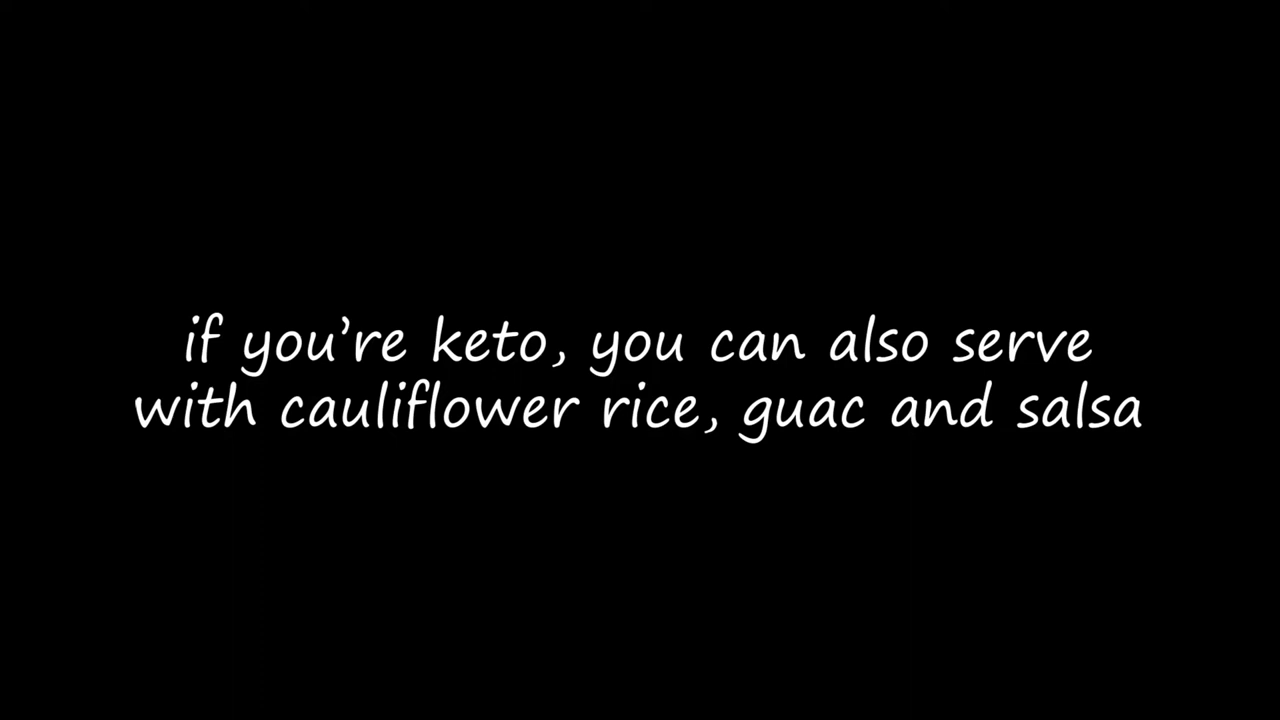 if you’re keto, you can also serve
with cauliflower rice, guac and salsa